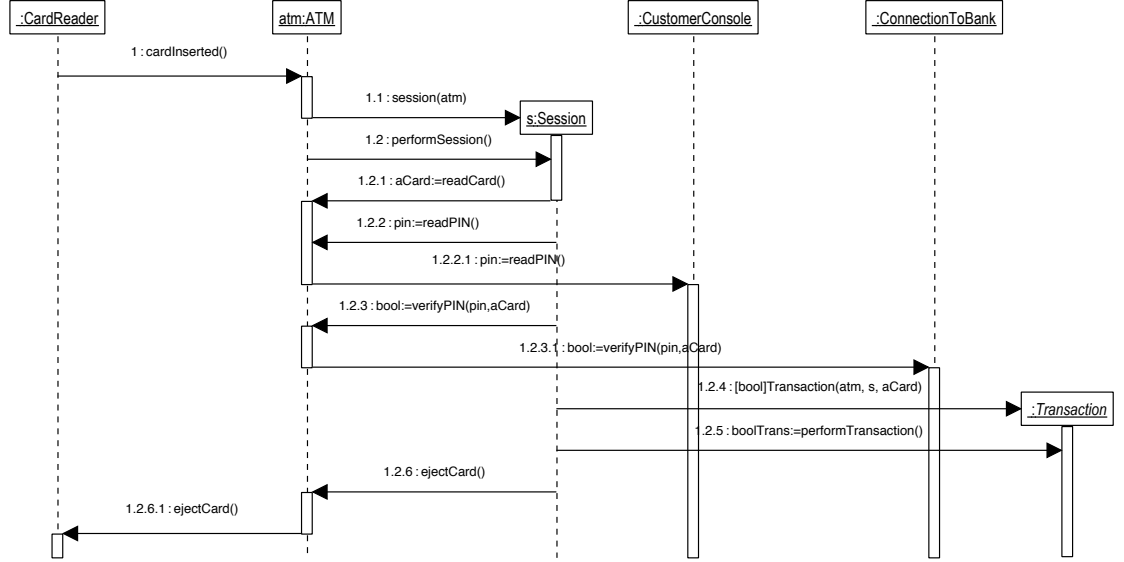 :CardReader
atm:ATM
:CustomerConsole
:ConnectionToBank
1 : cardInserted()
1.1 : session(atm)
s:Session
1.2 : performSession()
1.2.1 : aCard:=readCard()
1.2.2 : pin:=readPIN()
1.2.2.1 : pin:=readPIN()
1.2.3 : bool:=verifyPIN(pin,aCard)
1.2.3.1 : bool:=verifyPIN(pin,aCard)
1.2.4 : [bool]Transaction(atm, s, aCard)
:Transaction
1.2.5 : boolTrans:=performTransaction()
1.2.6 : ejectCard()
1.2.6.1 : ejectCard()